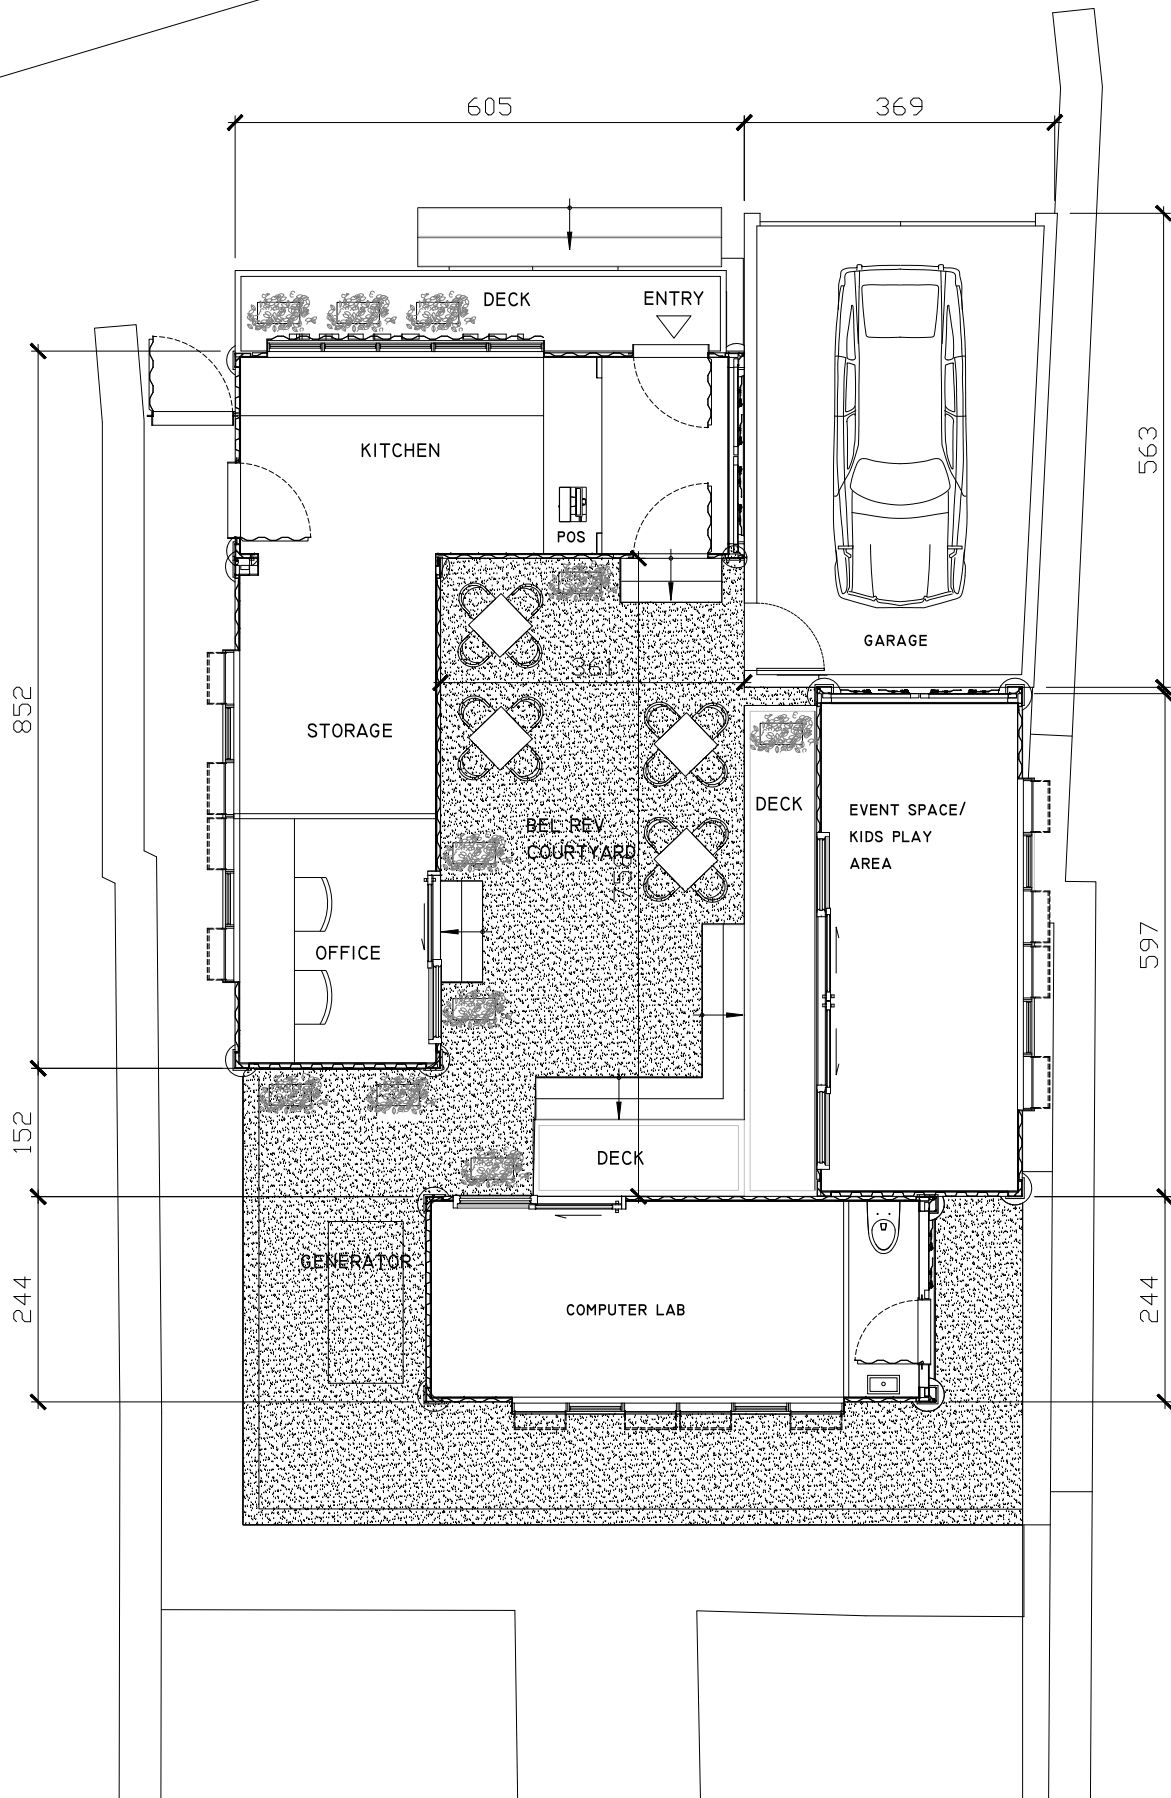 605
369
DECK
ENTRY
KITCHEN
563
POS
GARAGE
361
852
STORAGE
DECK
EVENT SPACE/
KIDS PLAY
AREA
BEL REV
COURTYARD
OFFICE
597
152
DECK
GENERATOR
244
COMPUTER LAB
244